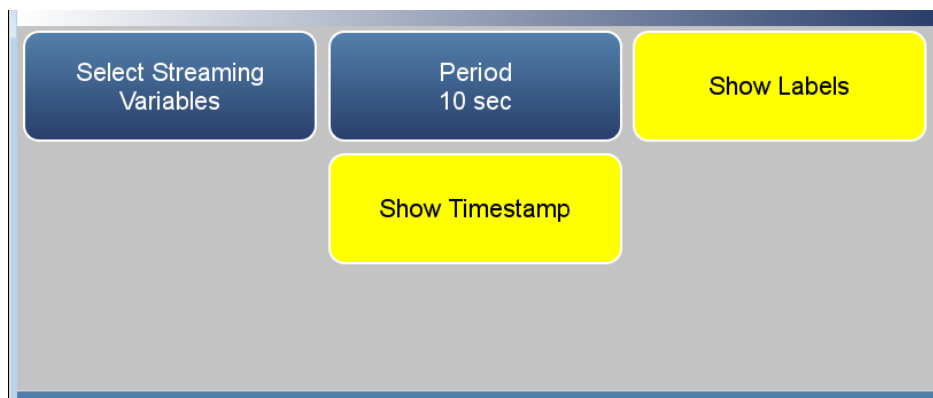 Select Streaming
Variables
Period
10 sec
Show Labels
Show Timestamp